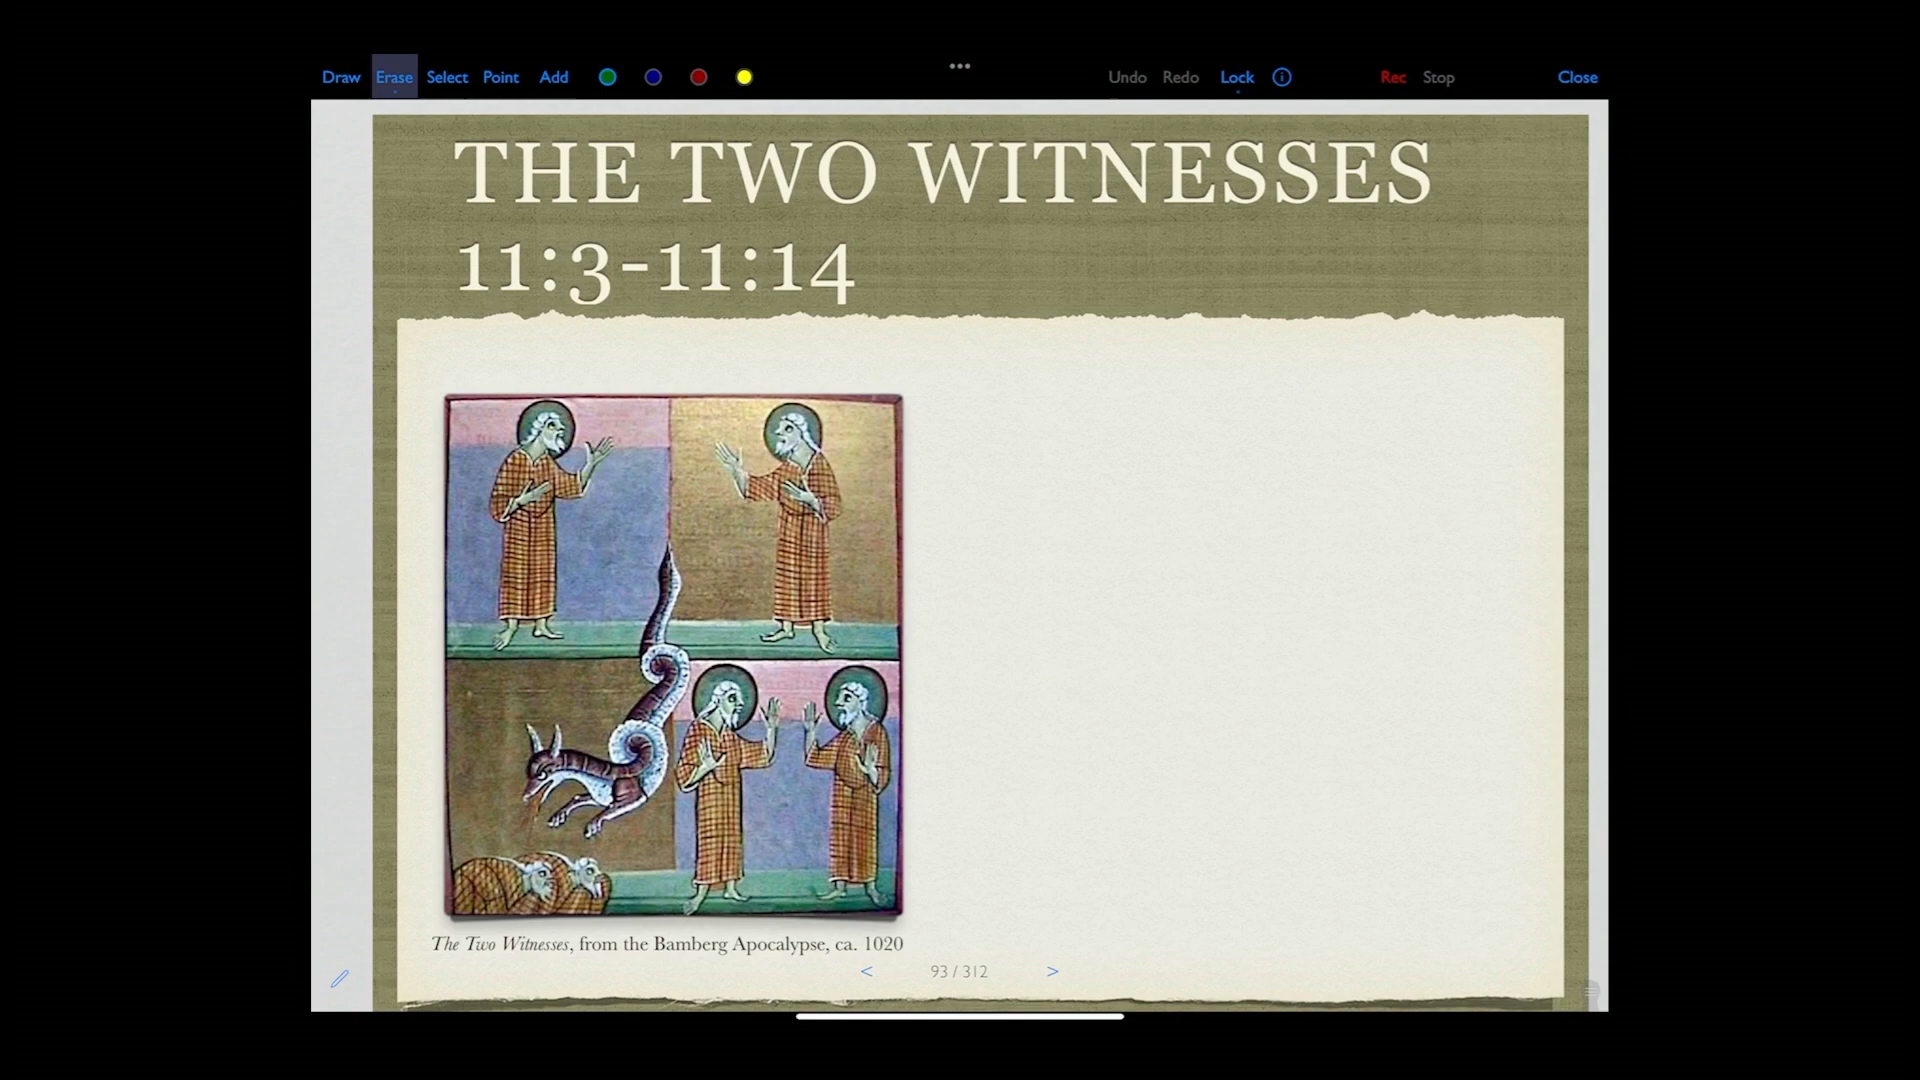 Draw Erase Select Point Add Undo Redo Lock Rec Stop Close
THE TWO WITNESSES
11:3-11:14
The Two Witnesses, from the Bamberg Apocalypse, ca. 1020
< 93 / 312 >